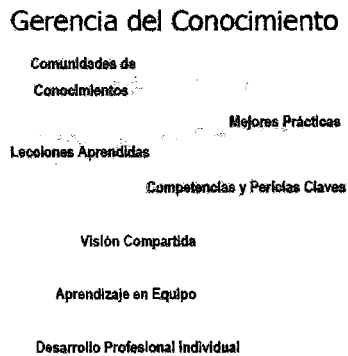 Gerencia del Conocimiento
Comunidades de
Conocimientos
Mejores Prácticas
Lecciones Aprendidas
Competencias y Pericias Claves
Visión Compartida
Aprendizaje en Equipo
Desarrollo Profesional Individual